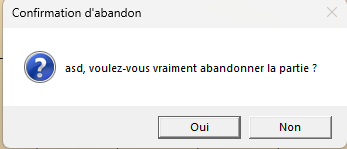 Confirmation d'abandon
asd, voulez-vous vraiment abandonner la partie ?
Oui
Non